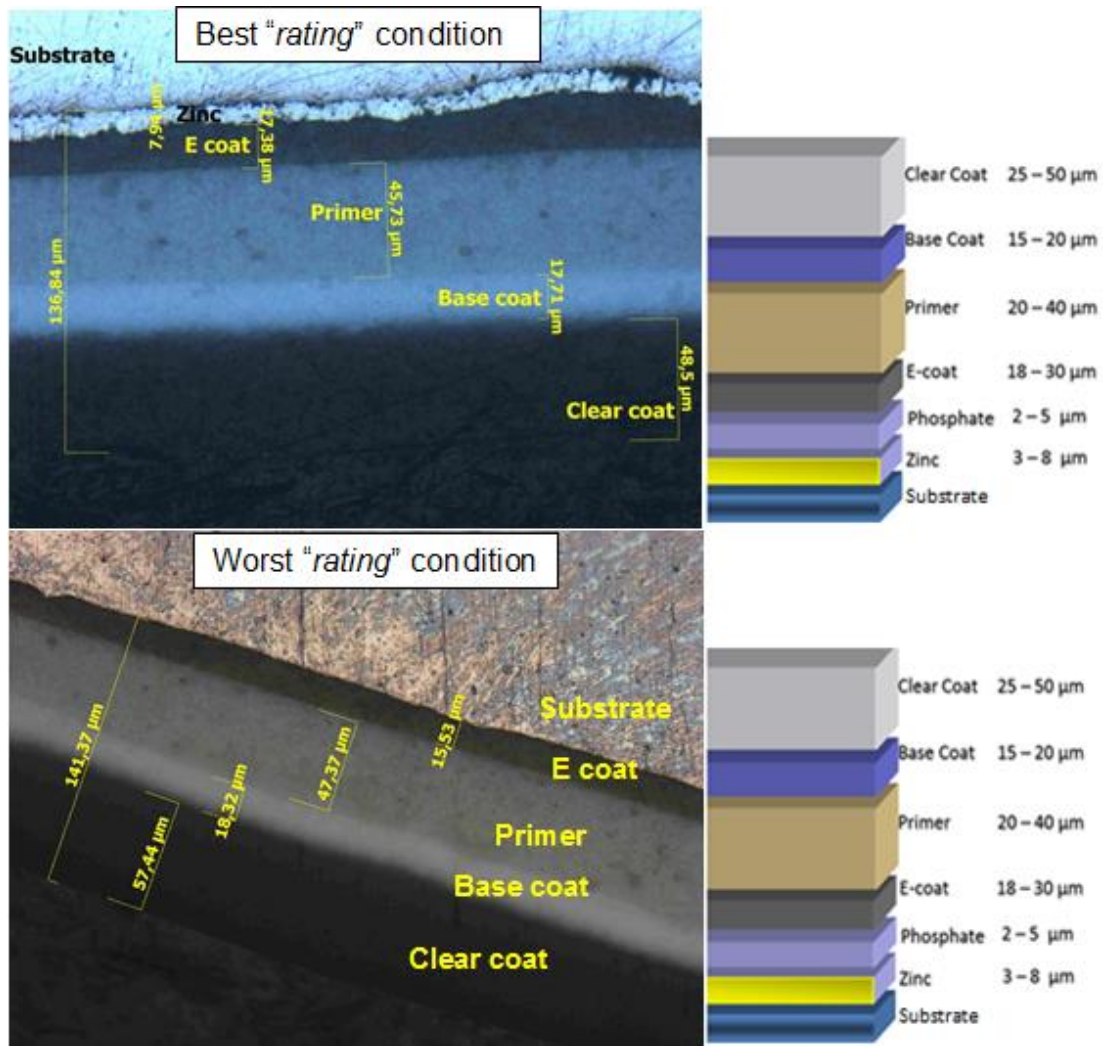 Best “rating” condition
Substrate
Zinc
7,94 µm
17,38 µm
E coat
Primer
45,73 µm
136,84 µm
Base coat
17,71 µm
Clear coat
48,5 µm
Clear Coat 25 – 50 µm
Base Coat 15 – 20 µm
Primer 20 – 40 µm
E-coat 18 – 30 µm
Phosphate 2 – 5 µm
Zinc 3 – 8 µm
Substrate
Worst “rating” condition
Substrate
15,53 µm
E coat
47,37 µm
141,37 µm
18,32 µm
Primer
57,44 µm
Base coat
Clear coat
Clear Coat 25 – 50 µm
Base Coat 15 – 20 µm
Primer 20 – 40 µm
E-coat 18 – 30 µm
Phosphate 2 – 5 µm
Zinc 3 – 8 µm
Substrate